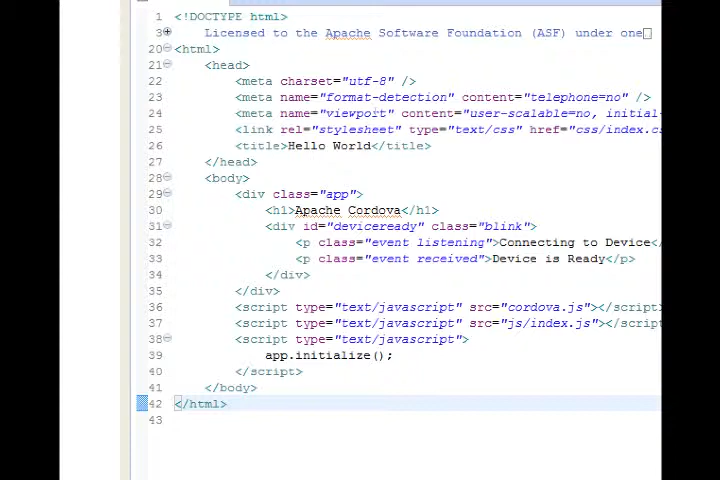 1 <!DOCTYPE html>
3 Licensed to the Apache Software Foundation (ASF) under one
20 <html>
21 <head>
22 <meta charset="utf-8" />
23 <meta name="format-detection" content="telephone=no" />
24 <meta name="viewport" content="user-scalable=no, initial-
25 <link rel="stylesheet" type="text/css" href="css/index.cs
26 <title>Hello World</title>
27 </head>
28 <body>
29 <div class="app">
30 <h1>Apache Cordova</h1>
31 <div id="deviceready" class="blink">
32 <p class="event listening">Connecting to Device</
33 <p class="event received">Device is Ready</p>
34 </div>
35 </div>
36 <script type="text/javascript" src="cordova.js"></script>
37 <script type="text/javascript" src="js/index.js"></script
38 <script type="text/javascript">
39 app.initialize();
40 </script>
41 </body>
42 </html>
43